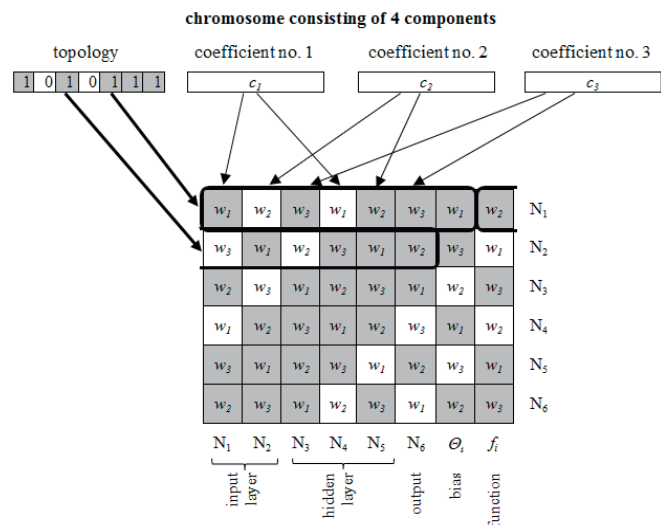 chromosome consisting of 4 components
topology coefficient no. 1 coefficient no. 2 coefficient no. 3
1 0 1 0 1 1 1 c1 c2 c3
w1 w2 w3 w1 w2 w3 w1 w2 N1
w3 w1 w2 w3 w1 w2 w3 w1 N2
w2 w3 w1 w2 w3 w1 w2 w3 N3
w1 w2 w3 w1 w2 w3 w1 w2 N4
w3 w1 w2 w3 w1 w2 w3 w1 N5
w2 w3 w1 w2 w3 w1 w2 w3 N6
N1 N2 N3 N4 N5 N6 Θs fi
input layer
hidden layer
output
bias
function